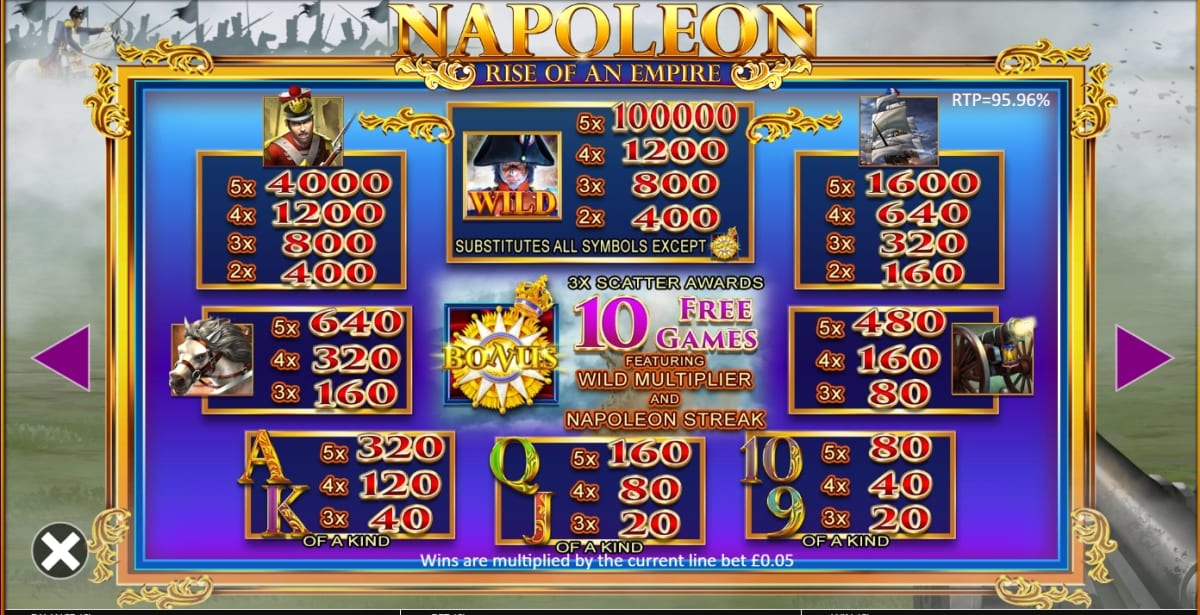 NAPOLEON
RISE OF AN EMPIRE
RTP=95.96%
5x 4000
4x 1200
3x 800
2x 400
WILD
5x 100000
4x 1200
3x 800
2x 400
SUBSTITUTES ALL SYMBOLS EXCEPT
5x 1600
4x 640
3x 320
2x 160
5x 640
4x 320
3x 160
BONUS
3X SCATTER AWARDS
10 FREE
GAMES
FEATURING
WILD MULTIPLIER
AND
NAPOLEON STREAK
5x 480
4x 160
3x 80
A K
5x 320
4x 120
3x 40
OF A KIND
Q J
5x 160
4x 80
3x 20
OF A KIND
10 9
5x 80
4x 40
3x 20
OF A KIND
Wins are multiplied by the current line bet £0.05